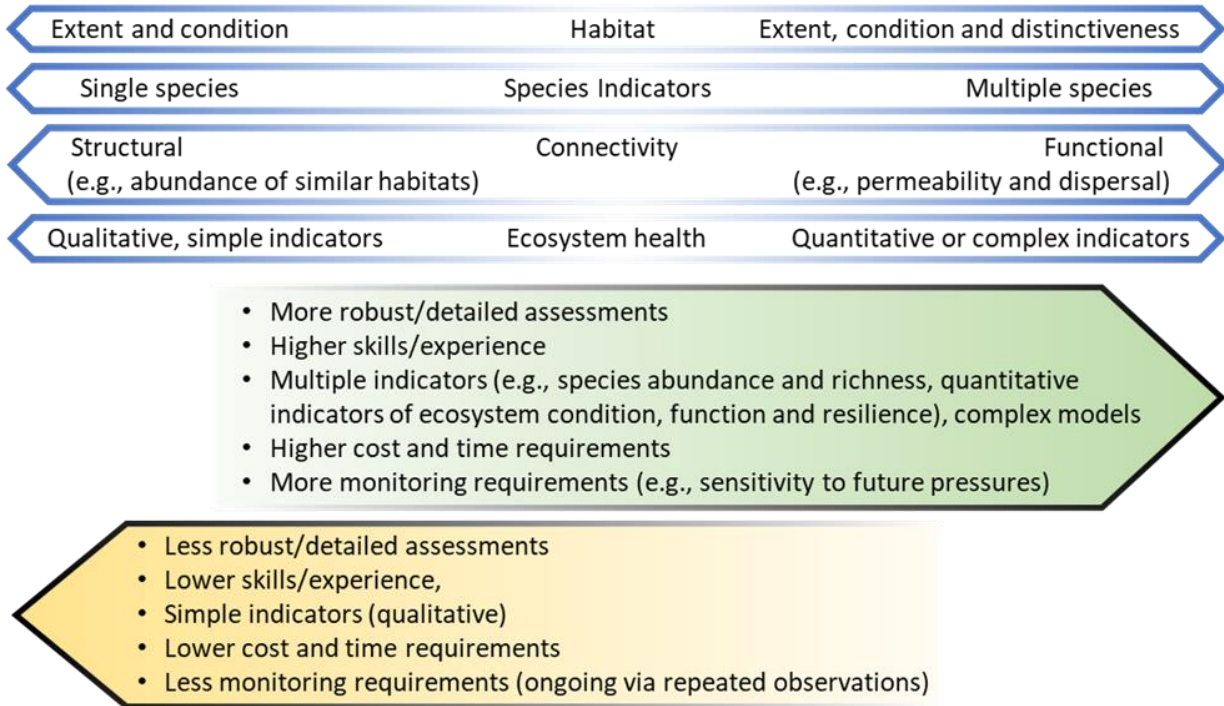 Extent and condition Habitat Extent, condition and distinctiveness
Single species Species Indicators Multiple species
Structural Connectivity Functional
(e.g., abundance of similar habitats) (e.g., permeability and dispersal)
Qualitative, simple indicators Ecosystem health Quantitative or complex indicators
• More robust/detailed assessments
• Higher skills/experience
• Multiple indicators (e.g., species abundance and richness, quantitative
indicators of ecosystem condition, function and resilience), complex models
• Higher cost and time requirements
• More monitoring requirements (e.g., sensitivity to future pressures)
• Less robust/detailed assessments
• Lower skills/experience,
• Simple indicators (qualitative)
• Lower cost and time requirements
• Less monitoring requirements (ongoing via repeated observations)